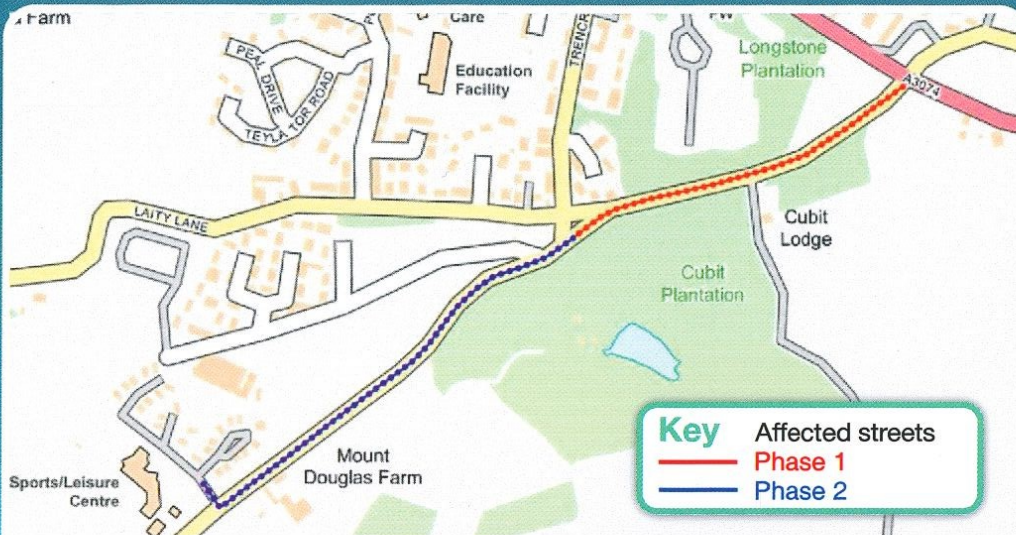 Farm
Care
PEAL DRIVE
TEYLA TOR ROAD
Education
Facility
Longstone
Plantation
A3074
LAITY LANE
Cubit
Lodge
Cubit
Plantation
Mount
Douglas Farm
Sports/Leisure
Centre
Key Affected streets
Phase 1
Phase 2